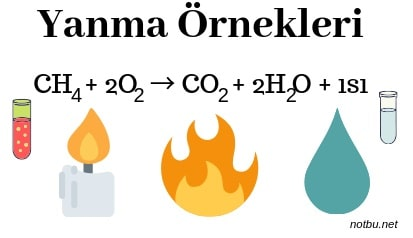 Yanma Örnekleri
CH₄ + 2O₂ → CO₂ + 2H₂O + ısı
notbu.net